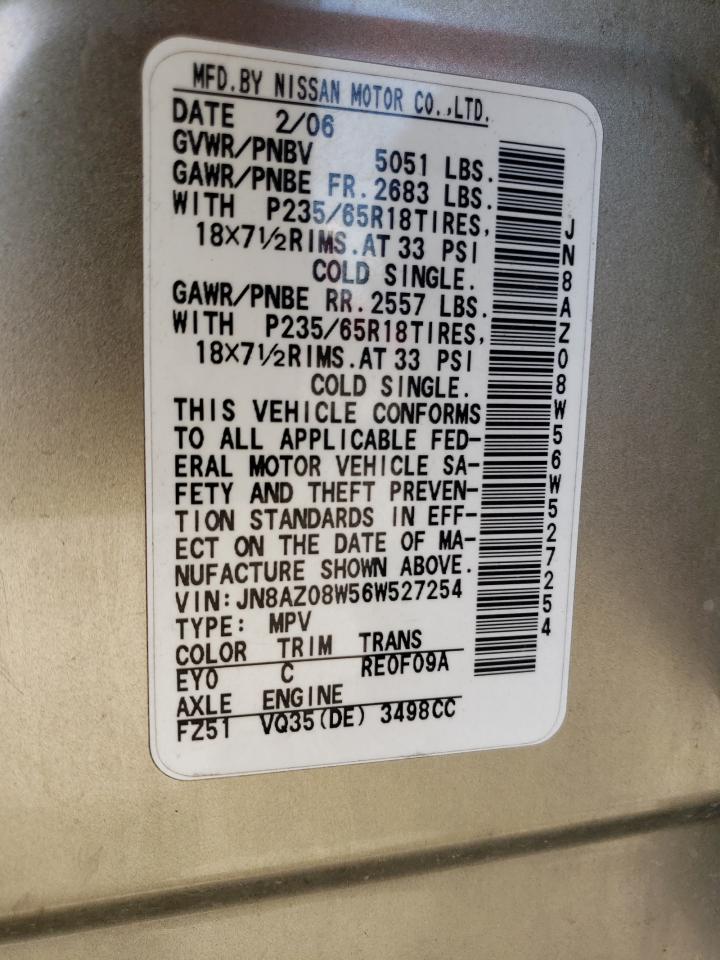 MFD.BY NISSAN MOTOR CO.,LTD.
DATE 2/06
GVWR/PNBV 5051 LBS.
GAWR/PNBE FR.2683 LBS.
WITH P235/65R18TIRES,
18×7½RIMS.AT 33 PSI
COLD SINGLE.
GAWR/PNBE RR.2557 LBS.
WITH P235/65R18TIRES,
18×7½RIMS.AT 33 PSI
COLD SINGLE.
THIS VEHICLE CONFORMS
TO ALL APPLICABLE FED-
ERAL MOTOR VEHICLE SA-
FETY AND THEFT PREVEN-
TION STANDARDS IN EFF-
ECT ON THE DATE OF MA-
NUFACTURE SHOWN ABOVE.
VIN:JN8AZ08W56W527254
TYPE: MPV
COLOR TRIM TRANS
EY0 C RE0F09A
AXLE ENGINE
FZ51 VQ35(DE) 3498CC
JN8AZ08W56W527254